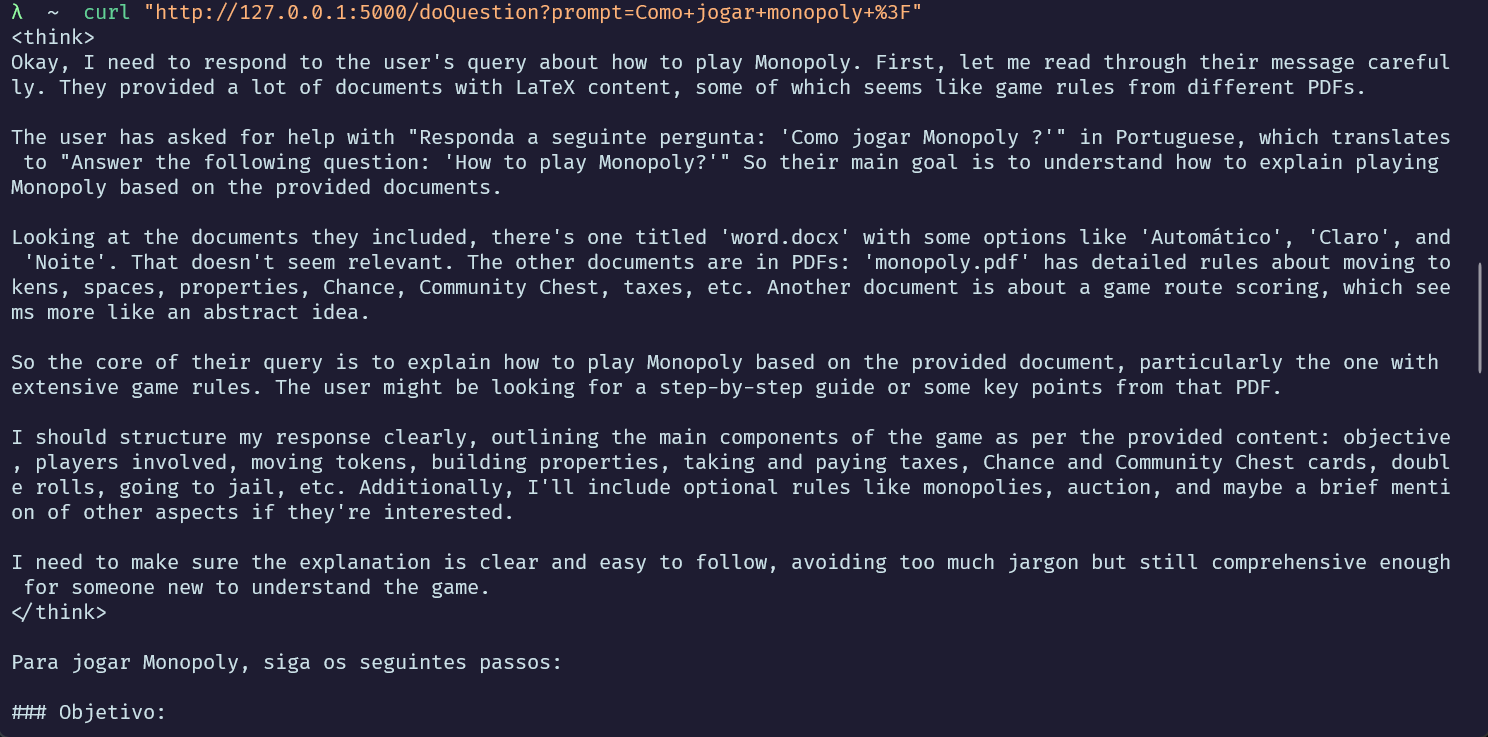 λ ~ curl "http://127.0.0.1:5000/doQuestion?prompt=Como+jogar+monopoly+%3F"
<think>
Okay, I need to respond to the user's query about how to play Monopoly. First, let me read through their message careful
ly. They provided a lot of documents with LaTeX content, some of which seems like game rules from different PDFs.
The user has asked for help with "Responda a seguinte pergunta: 'Como jogar Monopoly ?'" in Portuguese, which translates
to "Answer the following question: 'How to play Monopoly?'" So their main goal is to understand how to explain playing
Monopoly based on the provided documents.
Looking at the documents they included, there's one titled 'word.docx' with some options like 'Automático', 'Claro', and
'Noite'. That doesn't seem relevant. The other documents are in PDFs: 'monopoly.pdf' has detailed rules about moving to
kens, spaces, properties, Chance, Community Chest, taxes, etc. Another document is about a game route scoring, which see
ms more like an abstract idea.
So the core of their query is to explain how to play Monopoly based on the provided document, particularly the one with
extensive game rules. The user might be looking for a step-by-step guide or some key points from that PDF.
I should structure my response clearly, outlining the main components of the game as per the provided content: objective
, players involved, moving tokens, building properties, taking and paying taxes, Chance and Community Chest cards, doubl
e rolls, going to jail, etc. Additionally, I'll include optional rules like monopolies, auction, and maybe a brief menti
on of other aspects if they're interested.
I need to make sure the explanation is clear and easy to follow, avoiding too much jargon but still comprehensive enough
for someone new to understand the game.
</think>
Para jogar Monopoly, siga os seguintes passos:
### Objetivo: